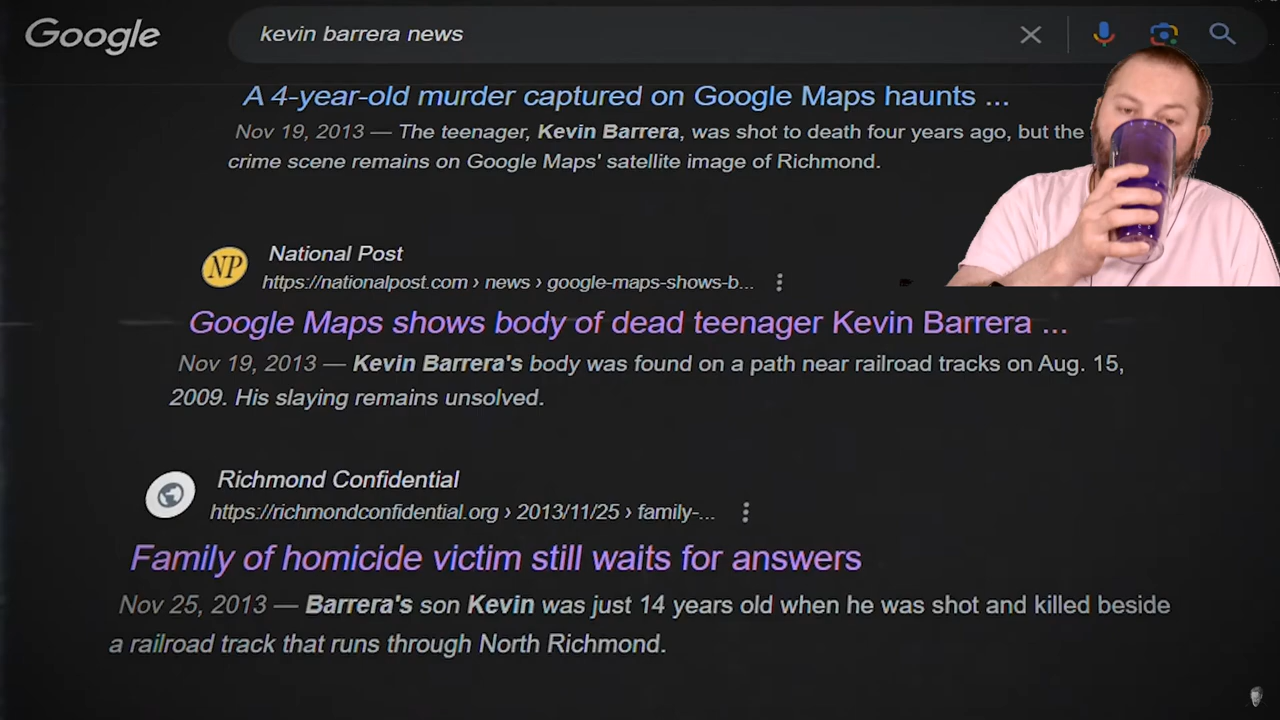 Google
kevin barrera news
A 4-year-old murder captured on Google Maps haunts ...
Nov 19, 2013 — The teenager, Kevin Barrera, was shot to death four years ago, but the
crime scene remains on Google Maps' satellite image of Richmond.
NP
National Post
https://nationalpost.com › news › google-maps-shows-b...
Google Maps shows body of dead teenager Kevin Barrera ...
Nov 19, 2013 — Kevin Barrera's body was found on a path near railroad tracks on Aug. 15,
2009. His slaying remains unsolved.
Richmond Confidential
https://richmondconfidential.org › 2013/11/25 › family-...
Family of homicide victim still waits for answers
Nov 25, 2013 — Barrera's son Kevin was just 14 years old when he was shot and killed beside
a railroad track that runs through North Richmond.